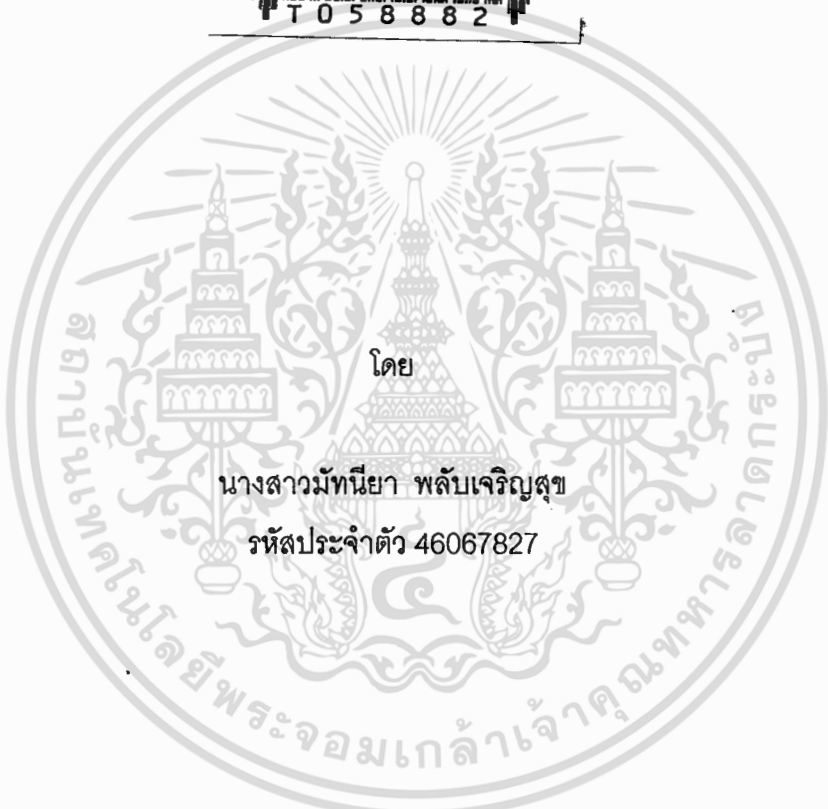 T058882
โดย
นางสาวมัทนียา พลับเจริญสุข
รหัสประจำตัว 46067827
สถาบันเทคโนโลยีพระจอมเกล้าเจ้าคุณทหารลาดกระบัง